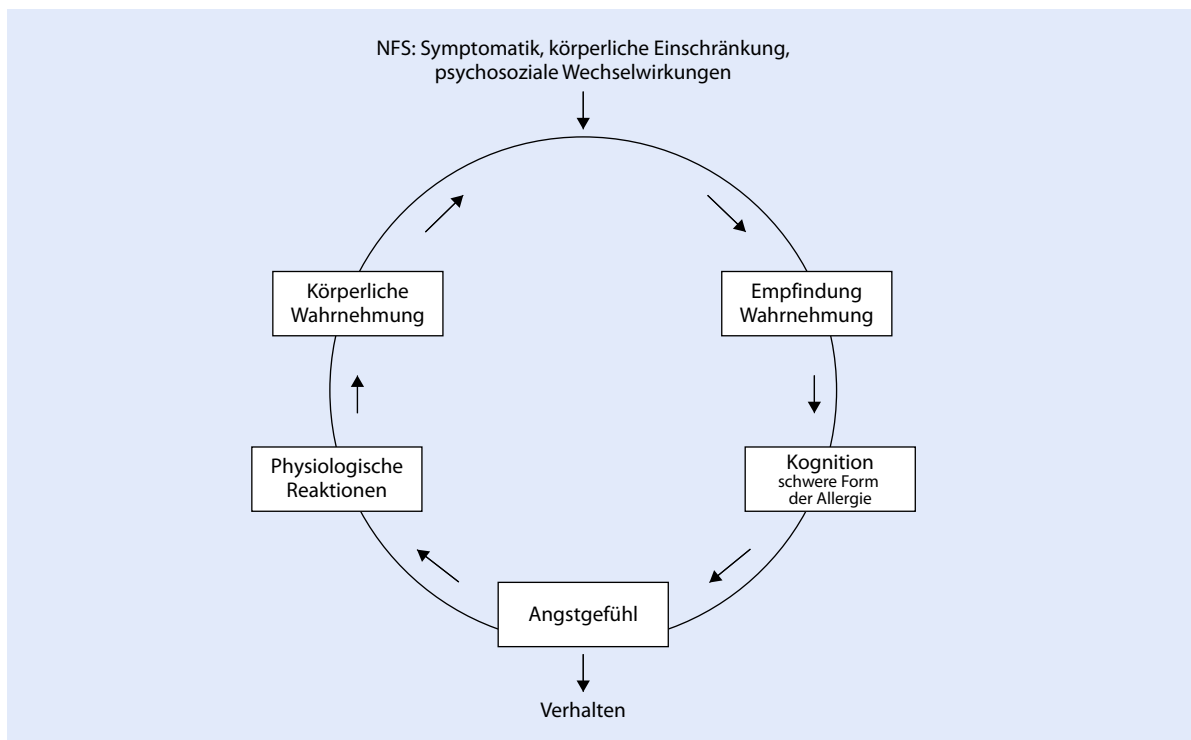 NFS: Symptomatik, körperliche Einschränkung,
psychosoziale Wechselwirkungen
Körperliche
Wahrnehmung
Empfindung
Wahrnehmung
Physiologische
Reaktionen
Kognition
schwere Form
der Allergie
Angstgefühl
Verhalten